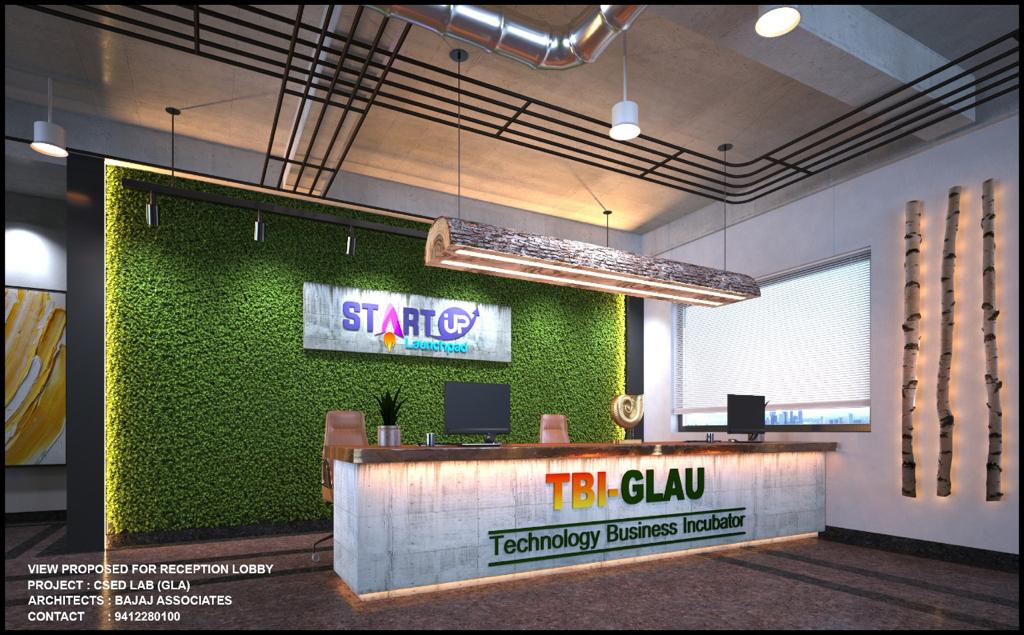 START UP
Launchpad
TBI-GLAU
Technology Business Incubator
VIEW PROPOSED FOR RECEPTION LOBBY
PROJECT : CSED LAB (GLA)
ARCHITECTS : BAJAJ ASSOCIATES
CONTACT : 9412280100